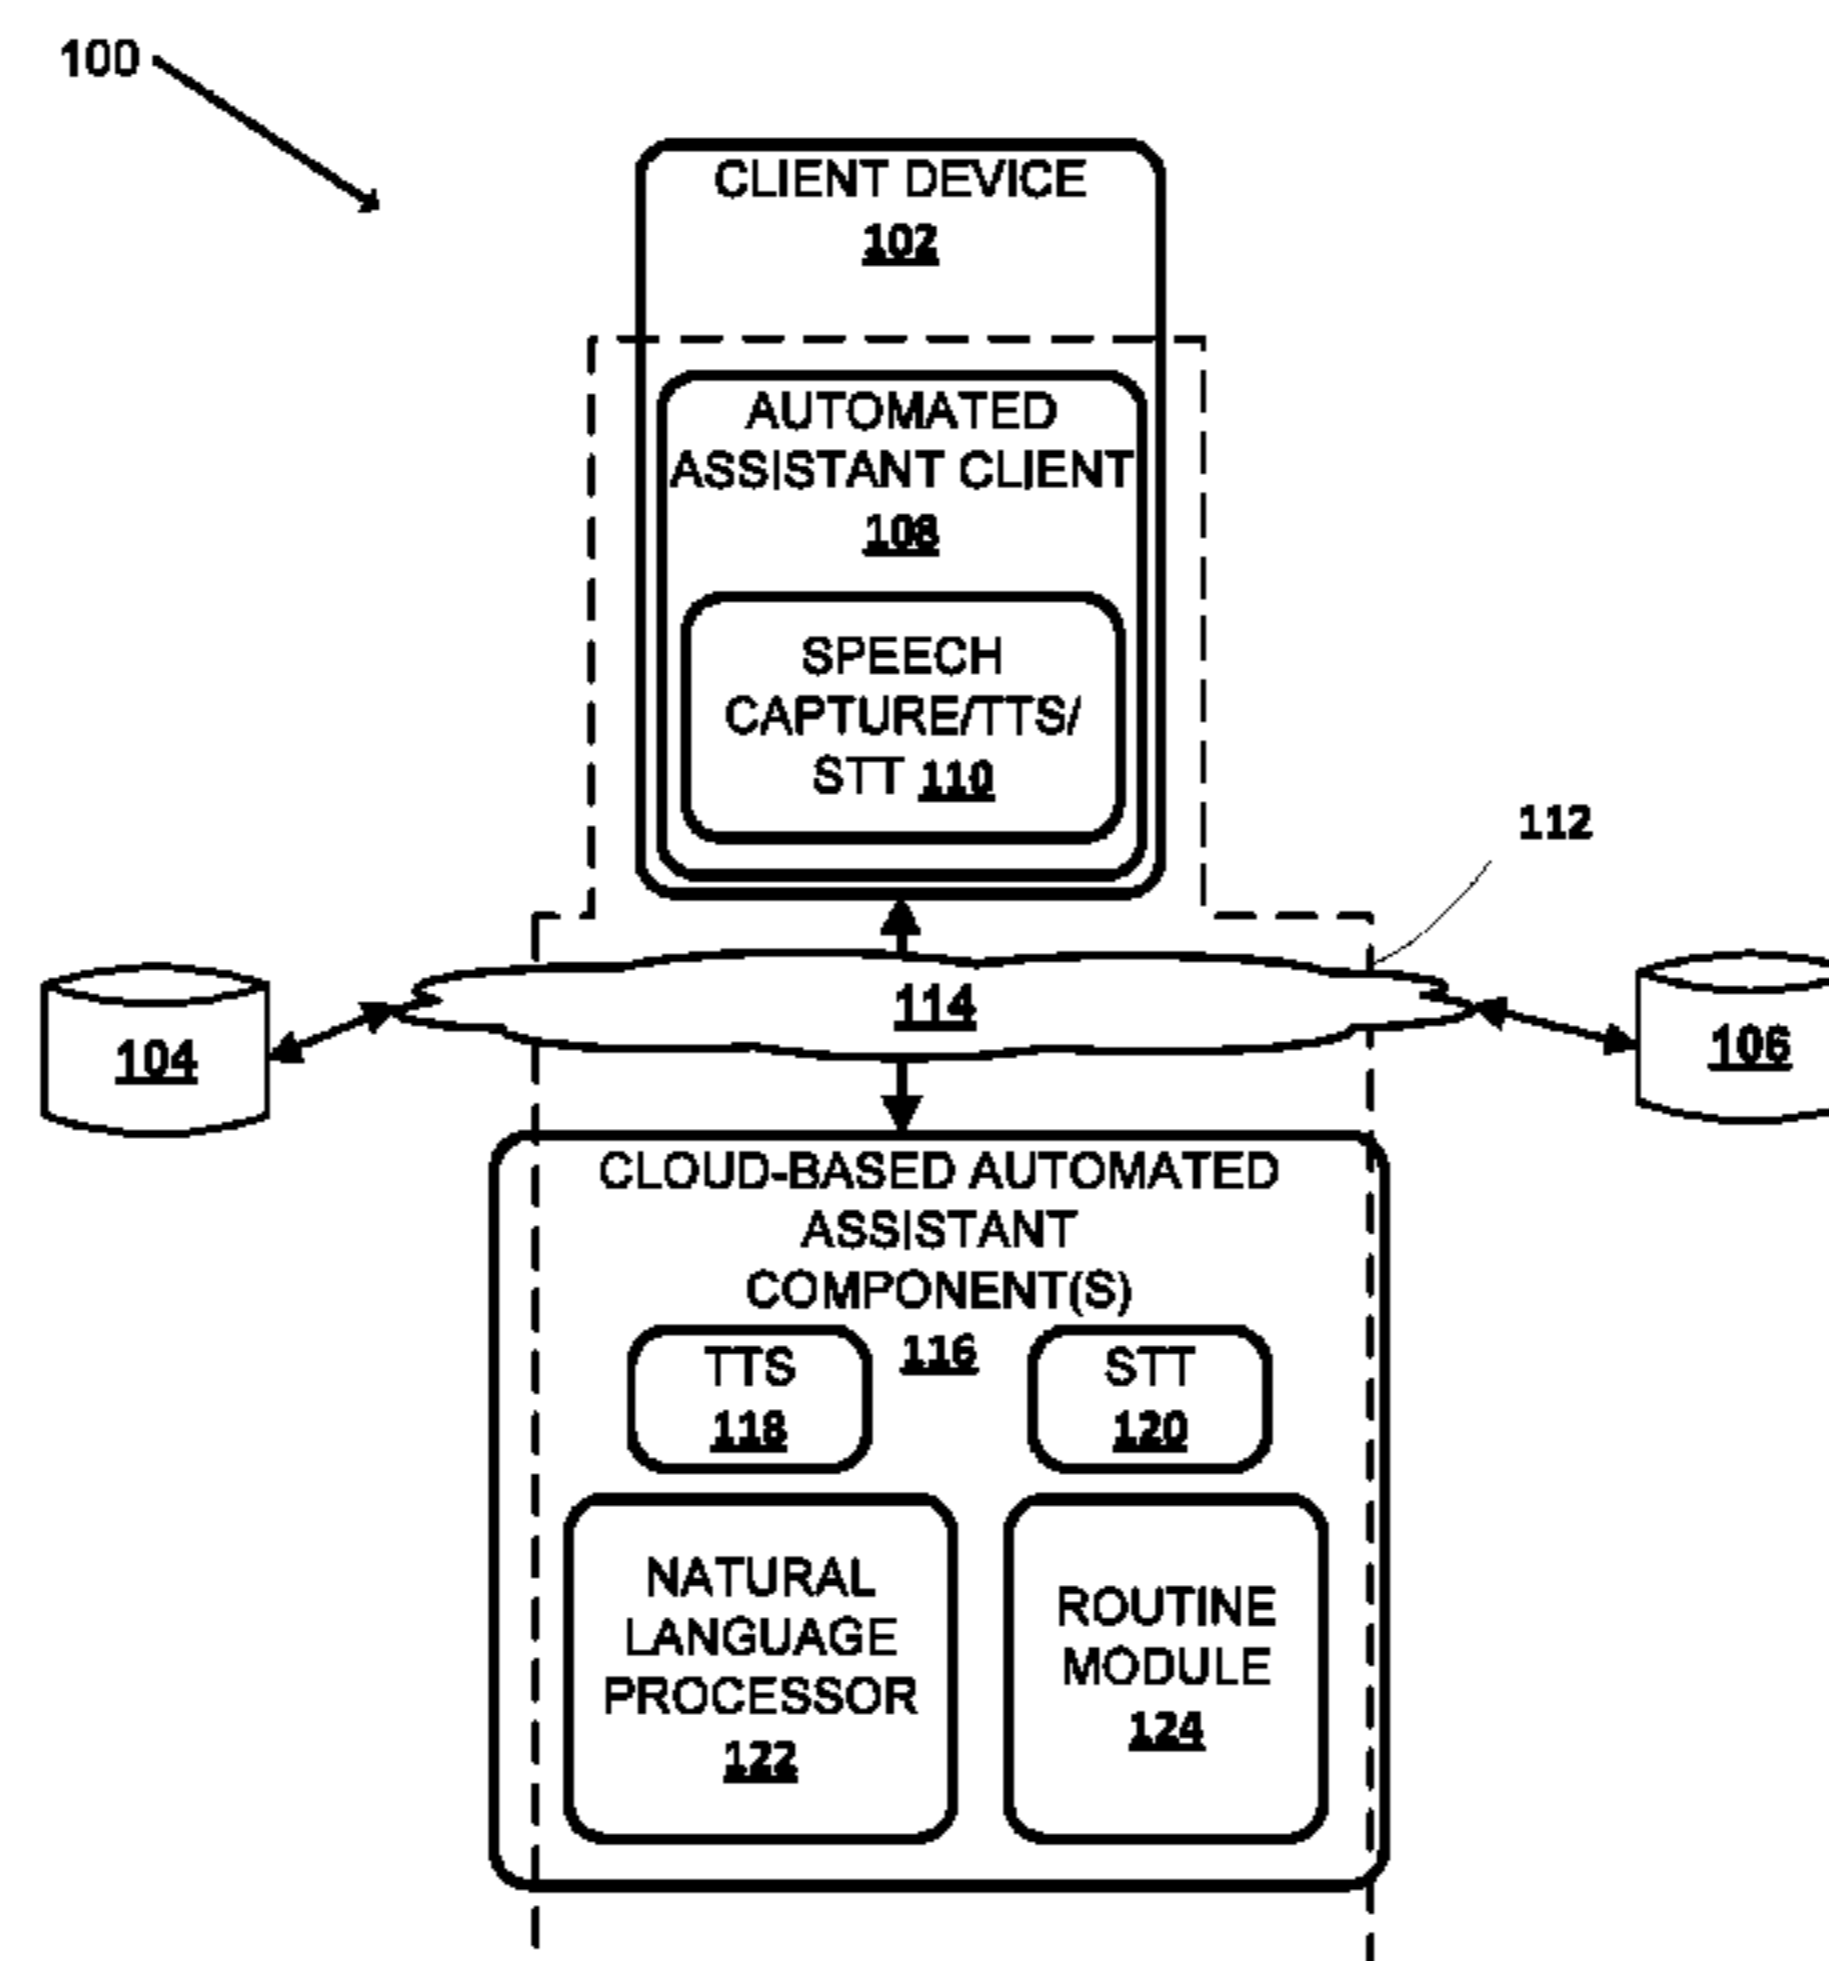 100
CLIENT DEVICE
102
AUTOMATED
ASSISTANT CLIENT
108
SPEECH
CAPTURE/TTS/
STT 110
112
114
104
106
CLOUD-BASED AUTOMATED
ASSISTANT
COMPONENT(S)
116
TTS
118
STT
120
NATURAL
LANGUAGE
PROCESSOR
122
ROUTINE
MODULE
124